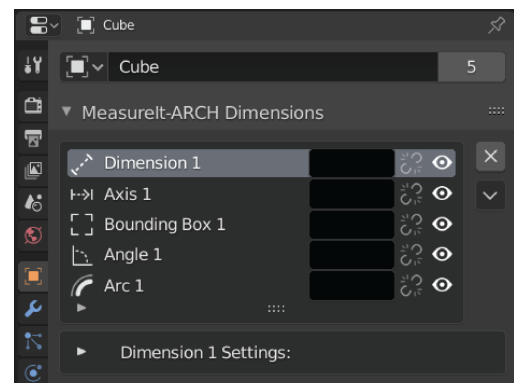 Cube
Cube 5
MeasureIt-ARCH Dimensions
Dimension 1
Axis 1
Bounding Box 1
Angle 1
Arc 1
Dimension 1 Settings: